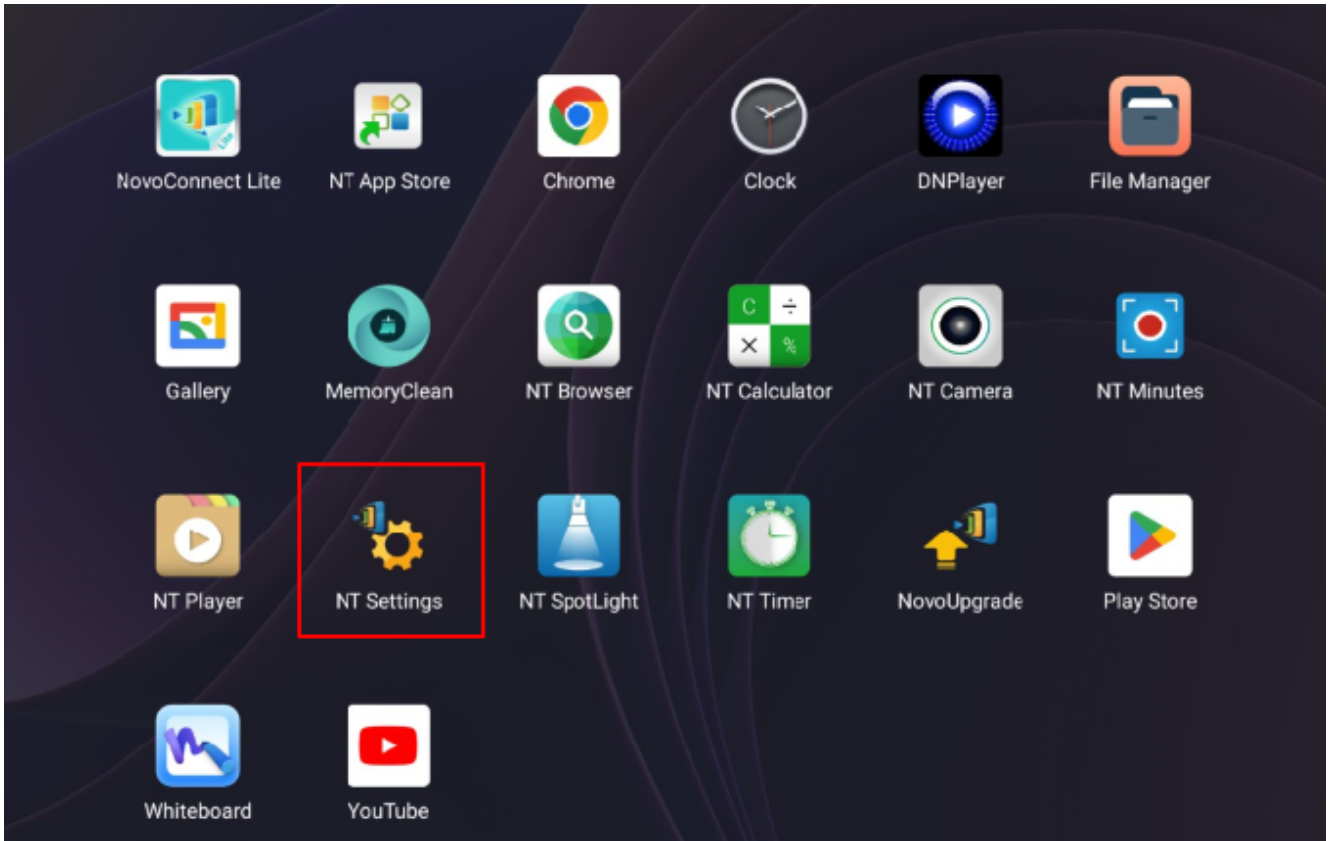 NovoConnect Lite
NT App Store
Chrome
Clock
DNPlayer
File Manager
Gallery
MemoryClean
NT Browser
C ÷
× %
NT Calculator
NT Camera
NT Minutes
NT Player
NT Settings
NT SpotLight
NT Timer
NovoUpgrade
Play Store
Whiteboard
YouTube